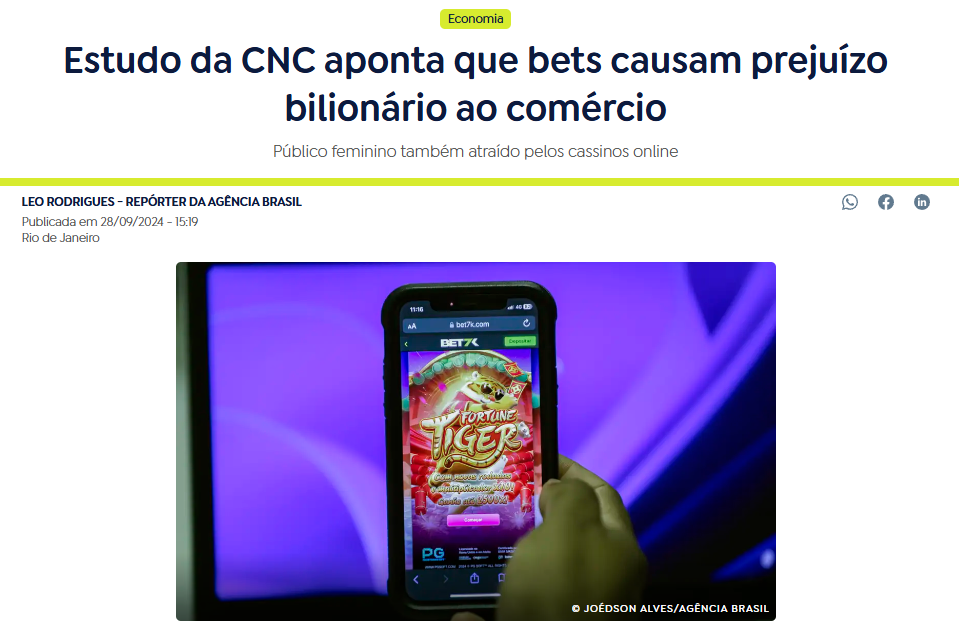 Economia
Estudo da CNC aponta que bets causam prejuízo
bilionário ao comércio
Público feminino também atraído pelos cassinos online
LEO RODRIGUES - REPÓRTER DA AGÊNCIA BRASIL
Publicada em 28/09/2024 - 15:19
Rio de Janeiro
11:16
4G
AA
bet7k.com
BET7K
Depositar
FORTUNE
TIGER
Começar
PG
© JOÉDSON ALVES/AGÊNCIA BRASIL